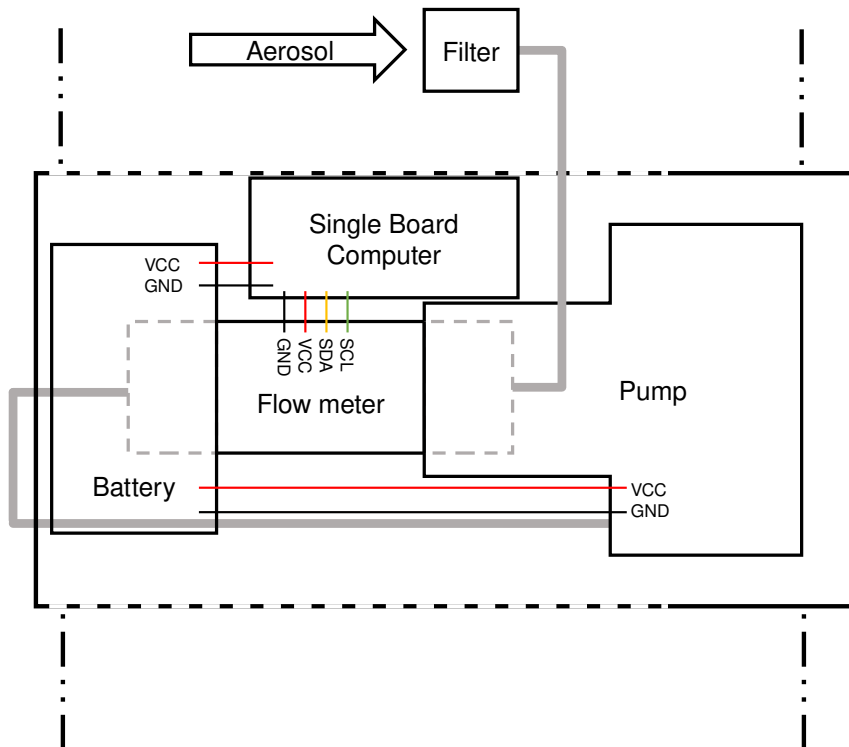 Aerosol
Filter
Single Board
Computer
VCC
GND
GND
VCC
SDA
SCL
Flow meter
Pump
Battery
VCC
GND